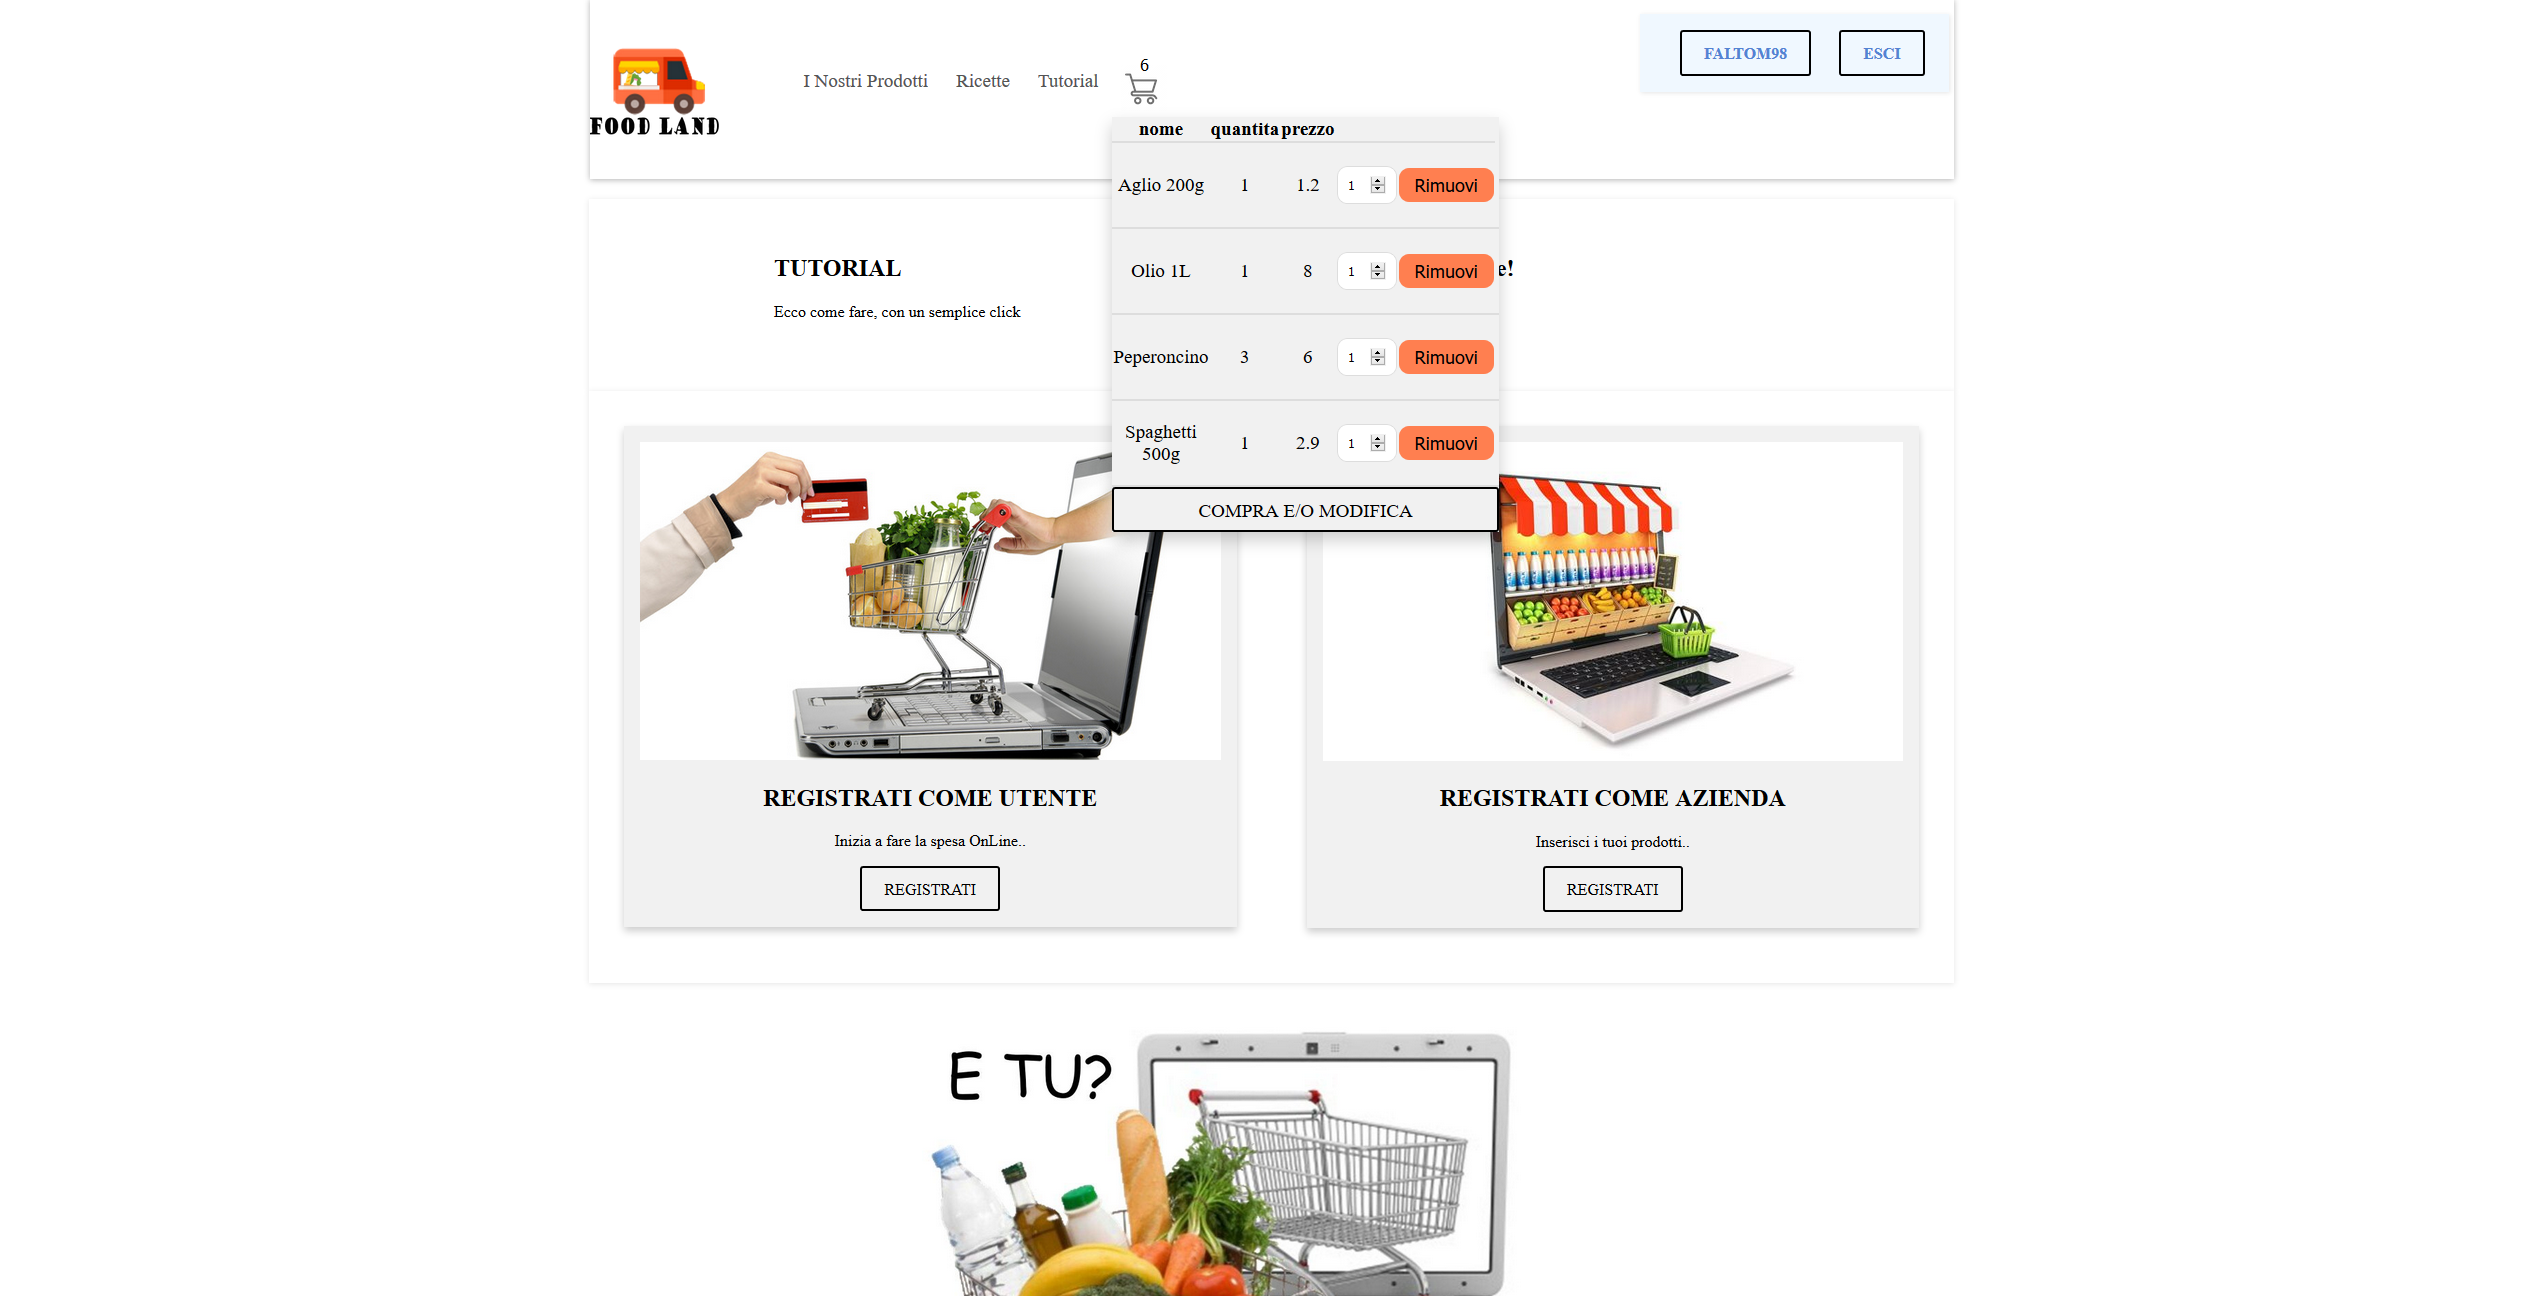 FOOD LAND
I Nostri Prodotti Ricette Tutorial 6
FALTOM98 ESCI
nome quantita prezzo
Aglio 200g 1 1.2 1 Rimuovi
Olio 1L 1 8 1 Rimuovi
Peperoncino 3 6 1 Rimuovi
Spaghetti
500g 1 2.9 1 Rimuovi
COMPRA E/O MODIFICA
TUTORIAL
Ecco come fare, con un semplice click
e!
REGISTRATI COME UTENTE
Inizia a fare la spesa OnLine..
REGISTRATI
REGISTRATI COME AZIENDA
Inserisci i tuoi prodotti..
REGISTRATI
E TU?